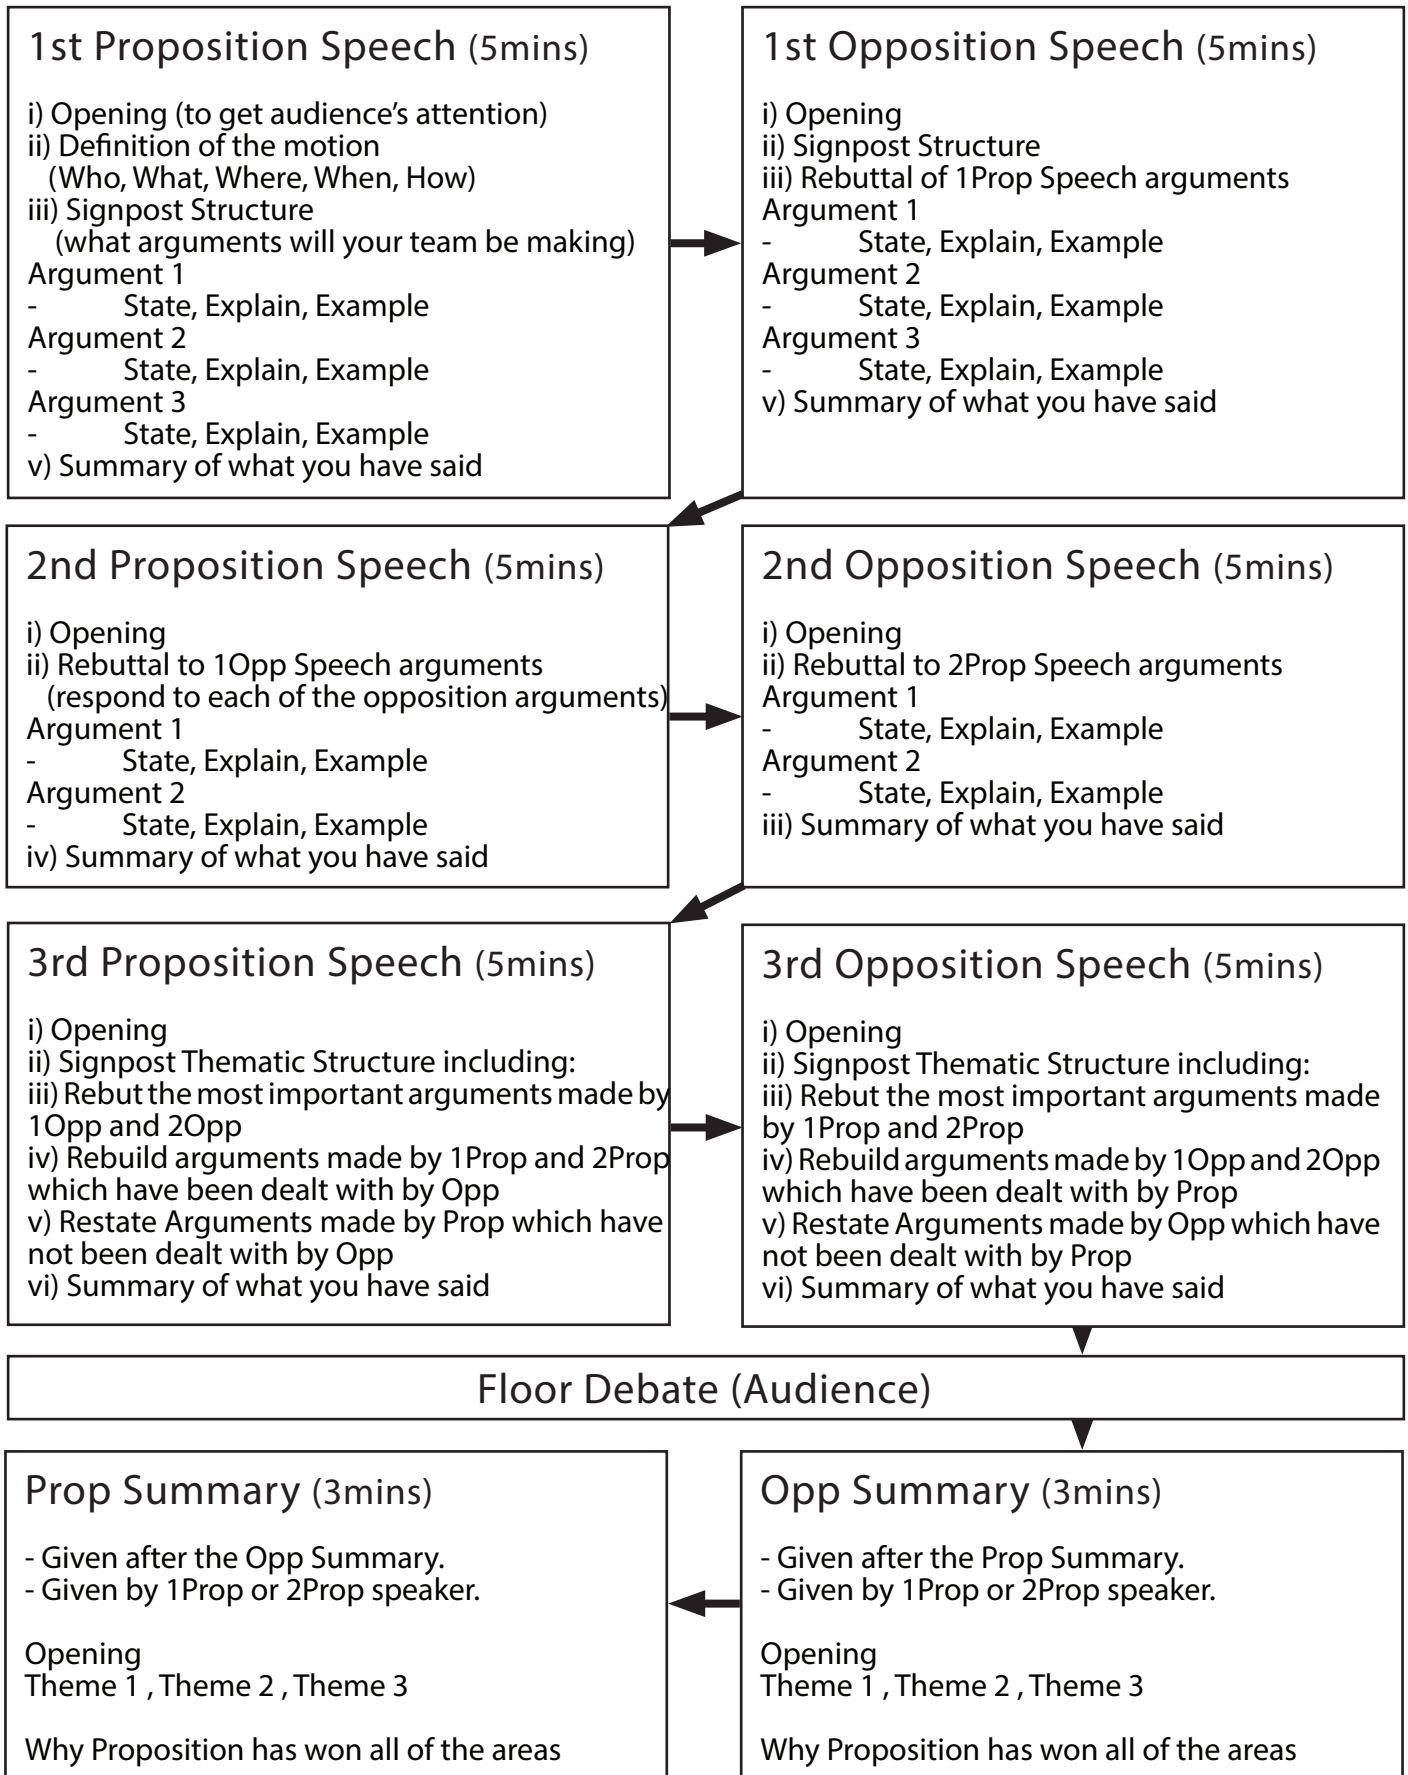 1st Proposition Speech (5mins)
i) Opening (to get audience’s attention)
ii) Definition of the motion
(Who, What, Where, When, How)
iii) Signpost Structure
(what arguments will your team be making)
Argument 1
- State, Explain, Example
Argument 2
- State, Explain, Example
Argument 3
- State, Explain, Example
v) Summary of what you have said
1st Opposition Speech (5mins)
i) Opening
ii) Signpost Structure
iii) Rebuttal of 1Prop Speech arguments
Argument 1
- State, Explain, Example
Argument 2
- State, Explain, Example
Argument 3
- State, Explain, Example
v) Summary of what you have said
2nd Proposition Speech (5mins)
i) Opening
ii) Rebuttal to 1Opp Speech arguments
(respond to each of the opposition arguments)
Argument 1
- State, Explain, Example
Argument 2
- State, Explain, Example
iv) Summary of what you have said
2nd Opposition Speech (5mins)
i) Opening
ii) Rebuttal to 2Prop Speech arguments
Argument 1
- State, Explain, Example
Argument 2
- State, Explain, Example
iii) Summary of what you have said
3rd Proposition Speech (5mins)
i) Opening
ii) Signpost Thematic Structure including:
iii) Rebut the most important arguments made by
1Opp and 2Opp
iv) Rebuild arguments made by 1Prop and 2Prop
which have been dealt with by Opp
v) Restate Arguments made by Prop which have
not been dealt with by Opp
vi) Summary of what you have said
3rd Opposition Speech (5mins)
i) Opening
ii) Signpost Thematic Structure including:
iii) Rebut the most important arguments made
by 1Prop and 2Prop
iv) Rebuild arguments made by 1Opp and 2Opp
which have been dealt with by Prop
v) Restate Arguments made by Opp which have
not been dealt with by Prop
vi) Summary of what you have said
Floor Debate (Audience)
Prop Summary (3mins)
- Given after the Opp Summary.
- Given by 1Prop or 2Prop speaker.
Opening
Theme 1 , Theme 2 , Theme 3
Why Proposition has won all of the areas
Opp Summary (3mins)
- Given after the Prop Summary.
- Given by 1Prop or 2Prop speaker.
Opening
Theme 1 , Theme 2 , Theme 3
Why Proposition has won all of the areas